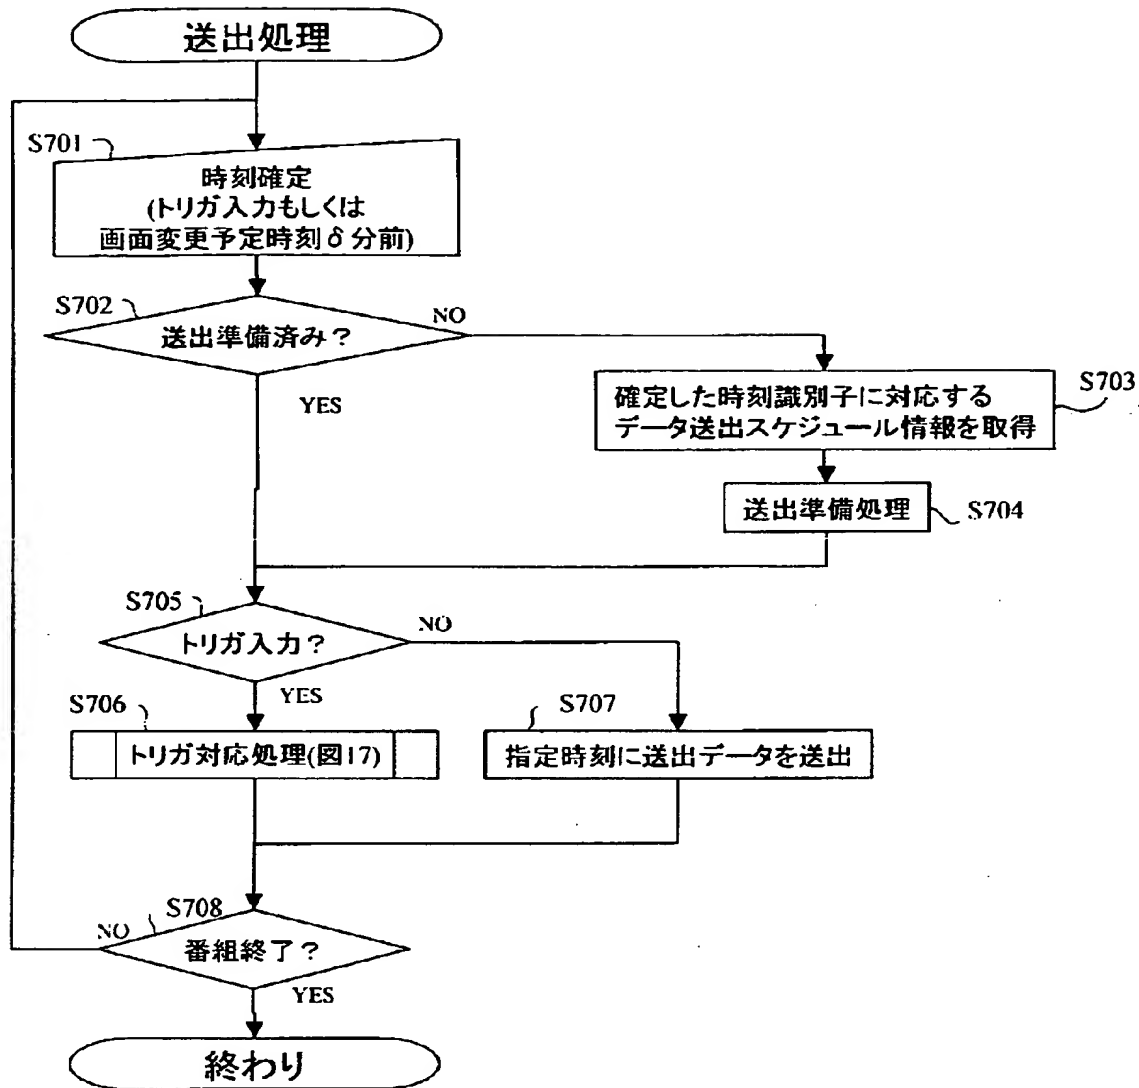 送出処理
S701
時刻確定
(トリガ入力もしくは
画面変更予定時刻δ分前)
S702
送出準備済み?
NO
YES
確定した時刻識別子に対応する
データ送出スケジュール情報を取得
S703
送出準備処理
S704
S705
トリガ入力?
NO
YES
S706
トリガ対応処理(図17)
S707
指定時刻に送出データを送出
S708
NO
番組終了?
YES
終わり